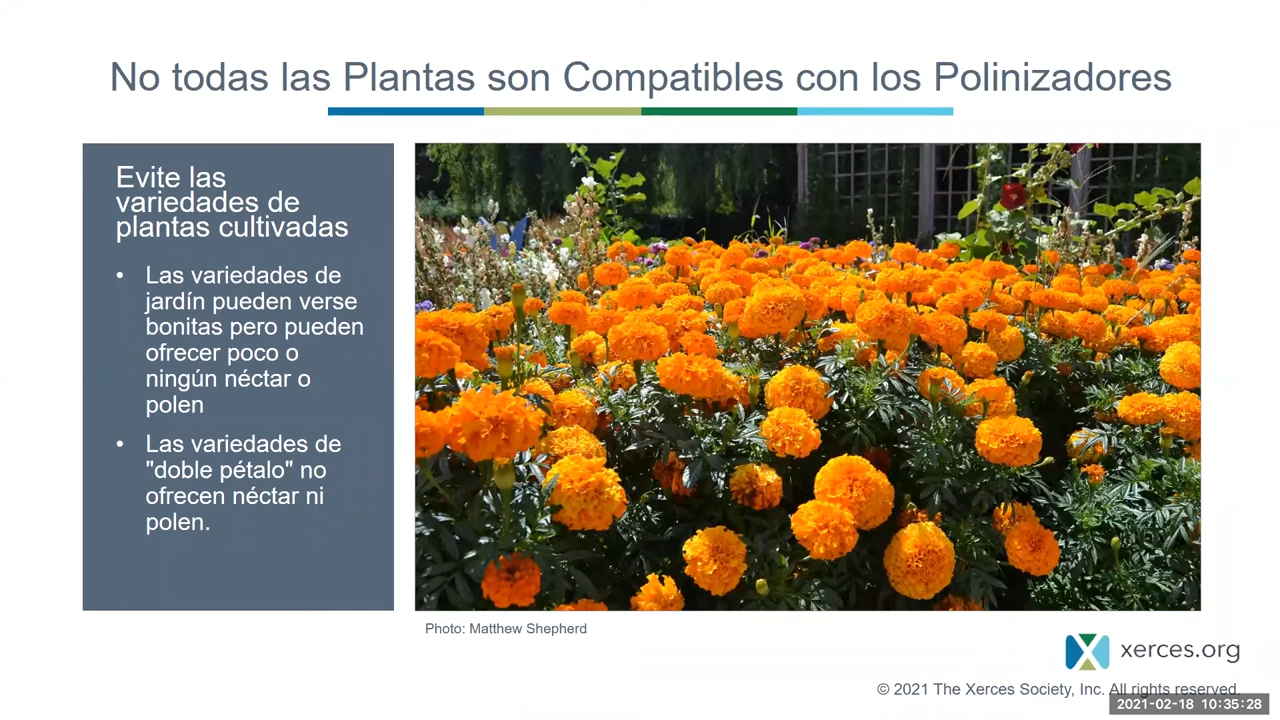 No todas las Plantas son Compatibles con los Polinizadores
Evite las
variedades de
plantas cultivadas
• Las variedades de
jardín pueden verse
bonitas pero pueden
ofrecer poco o
ningún néctar o
polen
• Las variedades de
"doble pétalo" no
ofrecen néctar ni
polen.
Photo: Matthew Shepherd
xerces.org
© 2021 The Xerces Society, Inc. All rights reserved.
2021-02-18 10:35:28